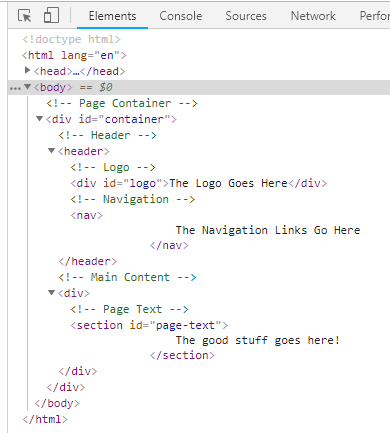 Elements Console Sources Network Perform
<!doctype html>
<html lang="en">
<head>…</head>
… <body> == $0
<!-- Page Container -->
<div id="container">
<!-- Header -->
<header>
<!-- Logo -->
<div id="logo">The Logo Goes Here</div>
<!-- Navigation -->
<nav>
The Navigation Links Go Here
</nav>
</header>
<!-- Main Content -->
<div>
<!-- Page Text -->
<section id="page-text">
The good stuff goes here!
</section>
</div>
</div>
</body>
</html>